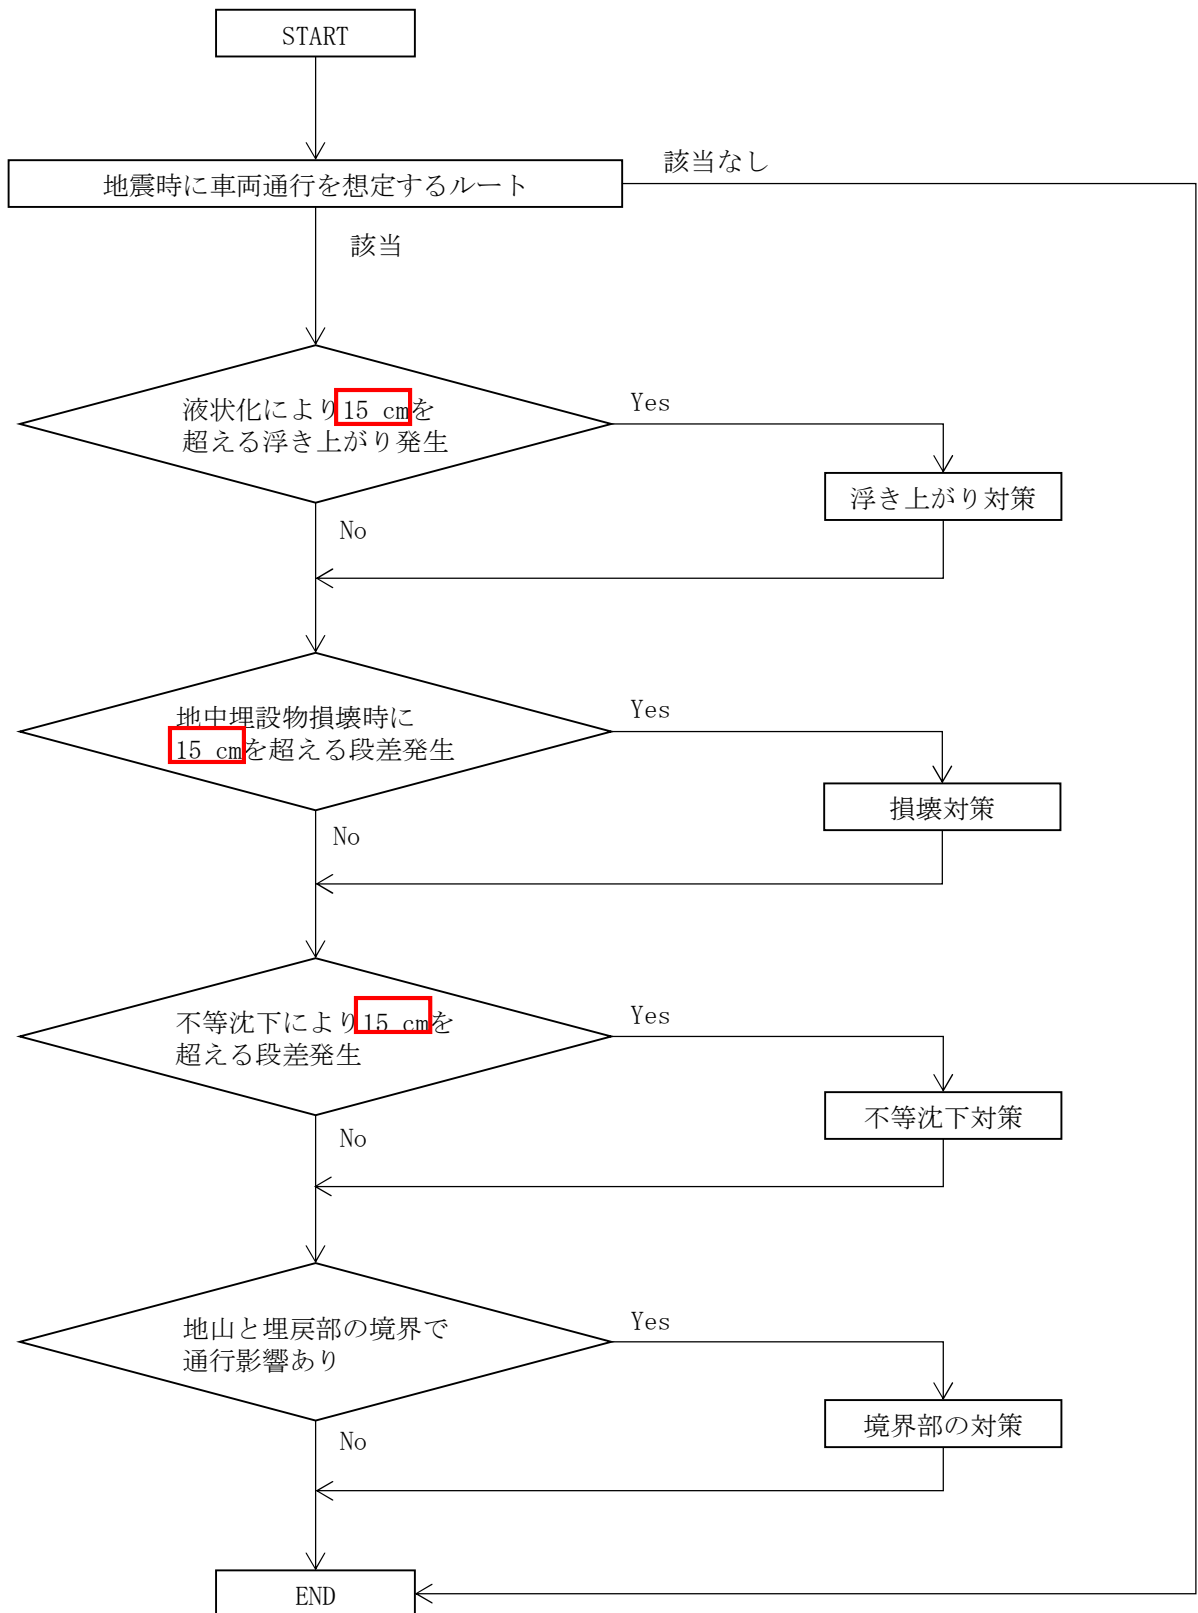 START
地震時に車両通行を想定するルート
該当なし
該当
液状化により15 cmを
超える浮き上がり発生
Yes
浮き上がり対策
No
地中埋設物損壊時に
15 cmを超える段差発生
Yes
損壊対策
No
不等沈下により15 cmを
超える段差発生
Yes
不等沈下対策
No
地山と埋戻部の境界で
通行影響あり
Yes
境界部の対策
No
END